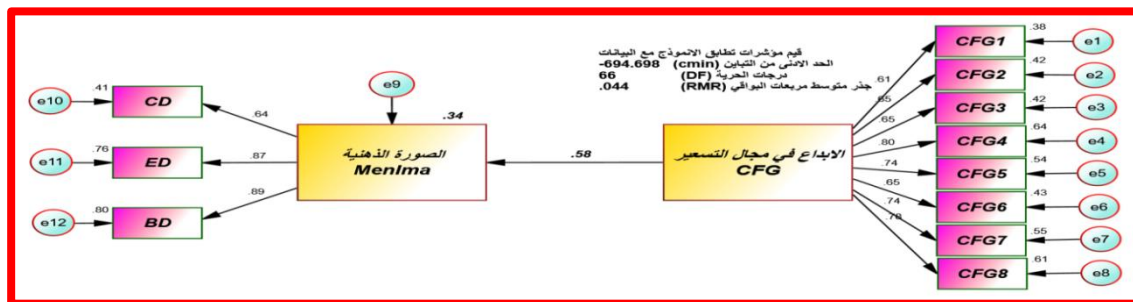 قيم مؤشرات تطابق الانموذج مع البيانات
الحد الادنى من التباين (cmin) -694.698
درجات الحرية (DF) 66
جذر متوسط مربعات البواقي (RMR) .044
e10
.41
CD
.64
e11
.76
ED
.87
e12
.80
BD
.89
e9
.34
الصورة الذهنية
MenIma
.58
الابداع في مجال التسعير
CFG
.61
.38
CFG1
e1
.65
.42
CFG2
e2
.65
.42
CFG3
e3
.80
.64
CFG4
e4
.74
.54
CFG5
e5
.65
.43
CFG6
e6
.74
.55
CFG7
e7
.78
.61
CFG8
e8